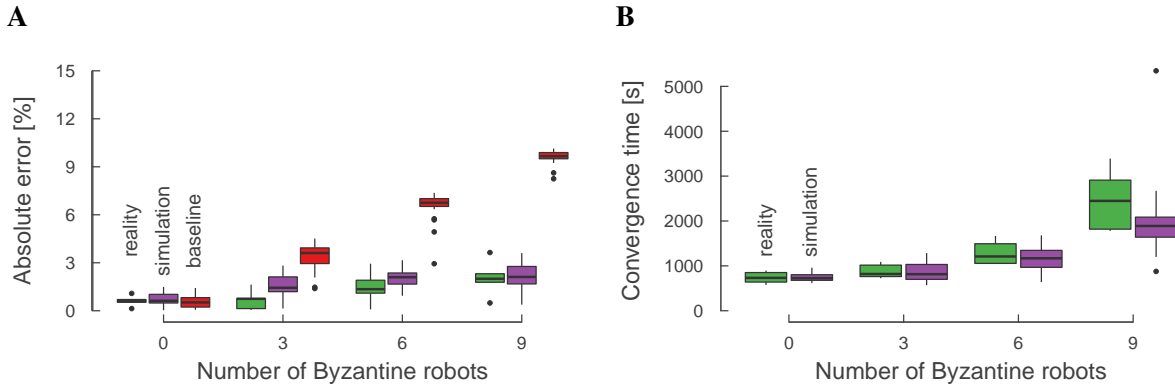 A
Absolute error [%]
15
12
9
6
3
0
reality
simulation
baseline
0 3 6 9
Number of Byzantine robots
B
Convergence time [s]
5000
4000
3000
2000
1000
0
reality
simulation
0 3 6 9
Number of Byzantine robots